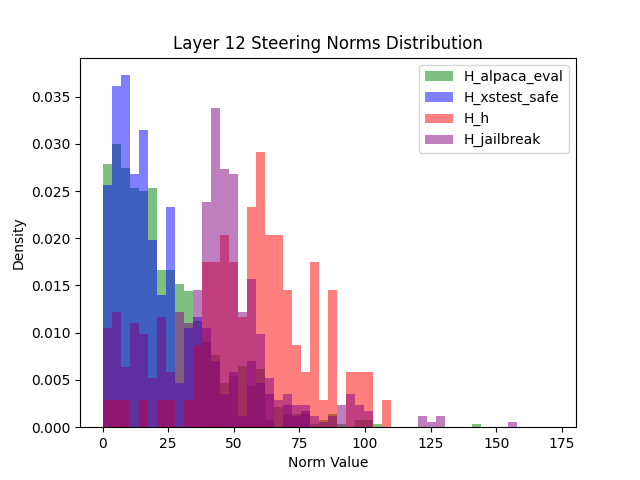 Layer 12 Steering Norms Distribution
H_alpaca_eval
H_xstest_safe
H_h
H_jailbreak
Density
0.035
0.030
0.025
0.020
0.015
0.010
0.005
0.000
0 25 50 75 100 125 150 175
Norm Value